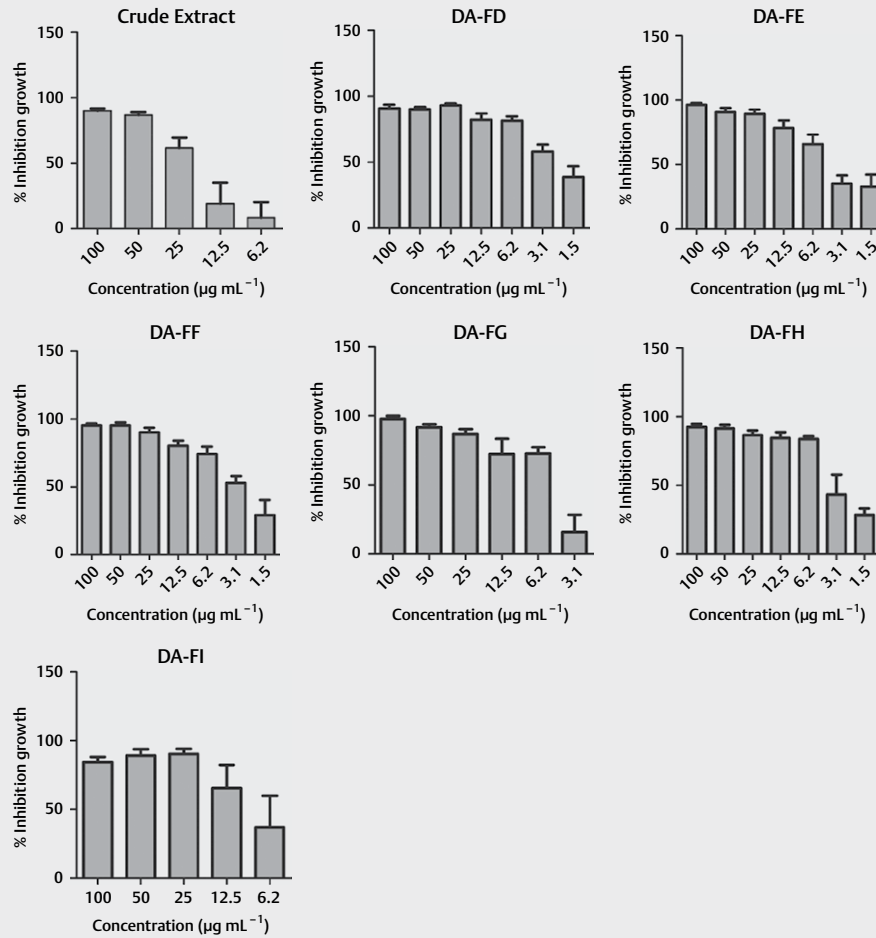 Crude Extract
% Inhibition growth
150
100
50
0
100 50 25 12.5 6.2
Concentration (µg mL⁻¹)
DA-FD
% Inhibition growth
150
100
50
0
100 50 25 12.5 6.2 3.1 1.5
Concentration (µg mL⁻¹)
DA-FE
% Inhibition growth
150
100
50
0
100 50 25 12.5 6.2 3.1 1.5
Concentration (µg mL⁻¹)
DA-FF
% Inhibition growth
150
100
50
0
100 50 25 12.5 6.2 3.1 1.5
Concentration (µg mL⁻¹)
DA-FG
% Inhibition growth
150
100
50
0
100 50 25 12.5 6.2 3.1
Concentration (µg mL⁻¹)
DA-FH
% Inhibition growth
150
100
50
0
100 50 25 12.5 6.2 3.1 1.5
Concentration (µg mL⁻¹)
DA-FI
% Inhibition growth
150
100
50
0
100 50 25 12.5 6.2
Concentration (µg mL⁻¹)